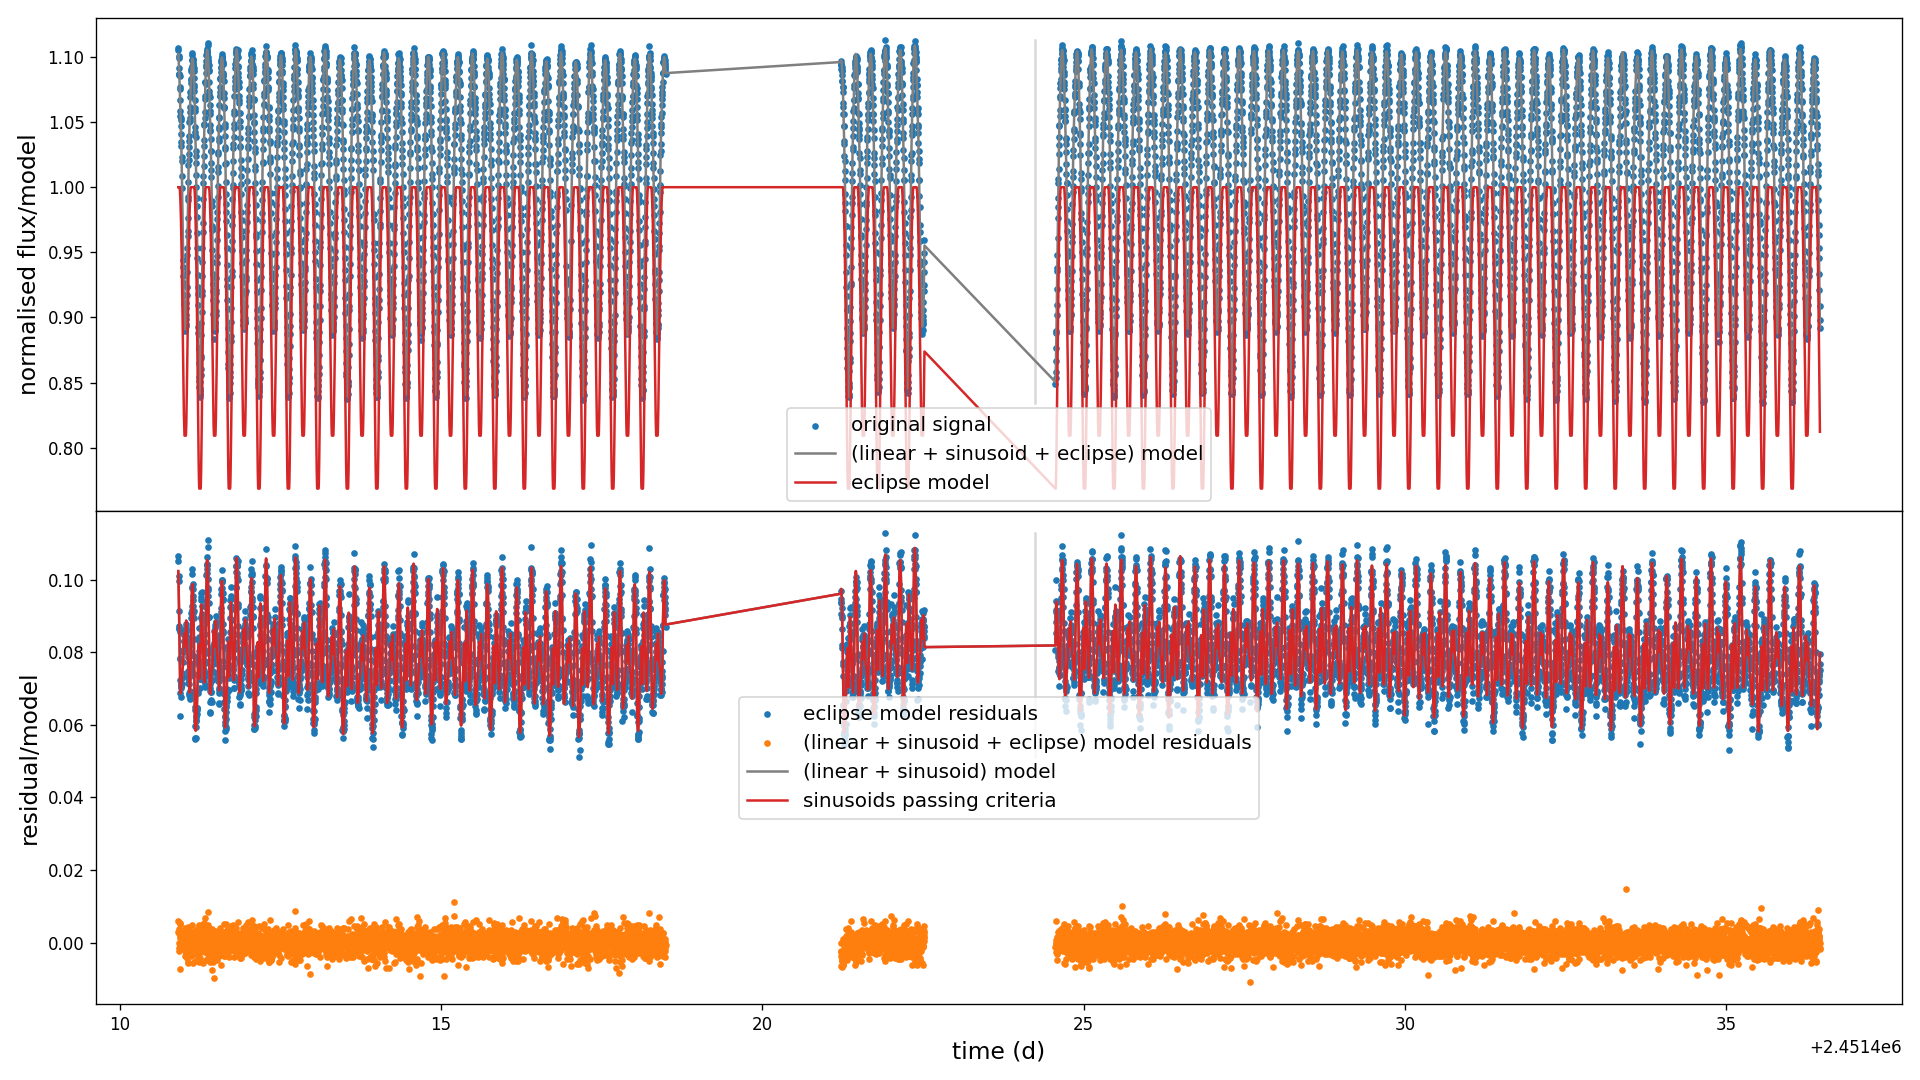 normalised flux/model
1.10
1.05
1.00
0.95
0.90
0.85
0.80
original signal
(linear + sinusoid + eclipse) model
eclipse model
residual/model
0.10
0.08
0.06
0.04
0.02
0.00
eclipse model residuals
(linear + sinusoid + eclipse) model residuals
(linear + sinusoid) model
sinusoids passing criteria
10 15 20 25 30 35
time (d)
+2.4514e6